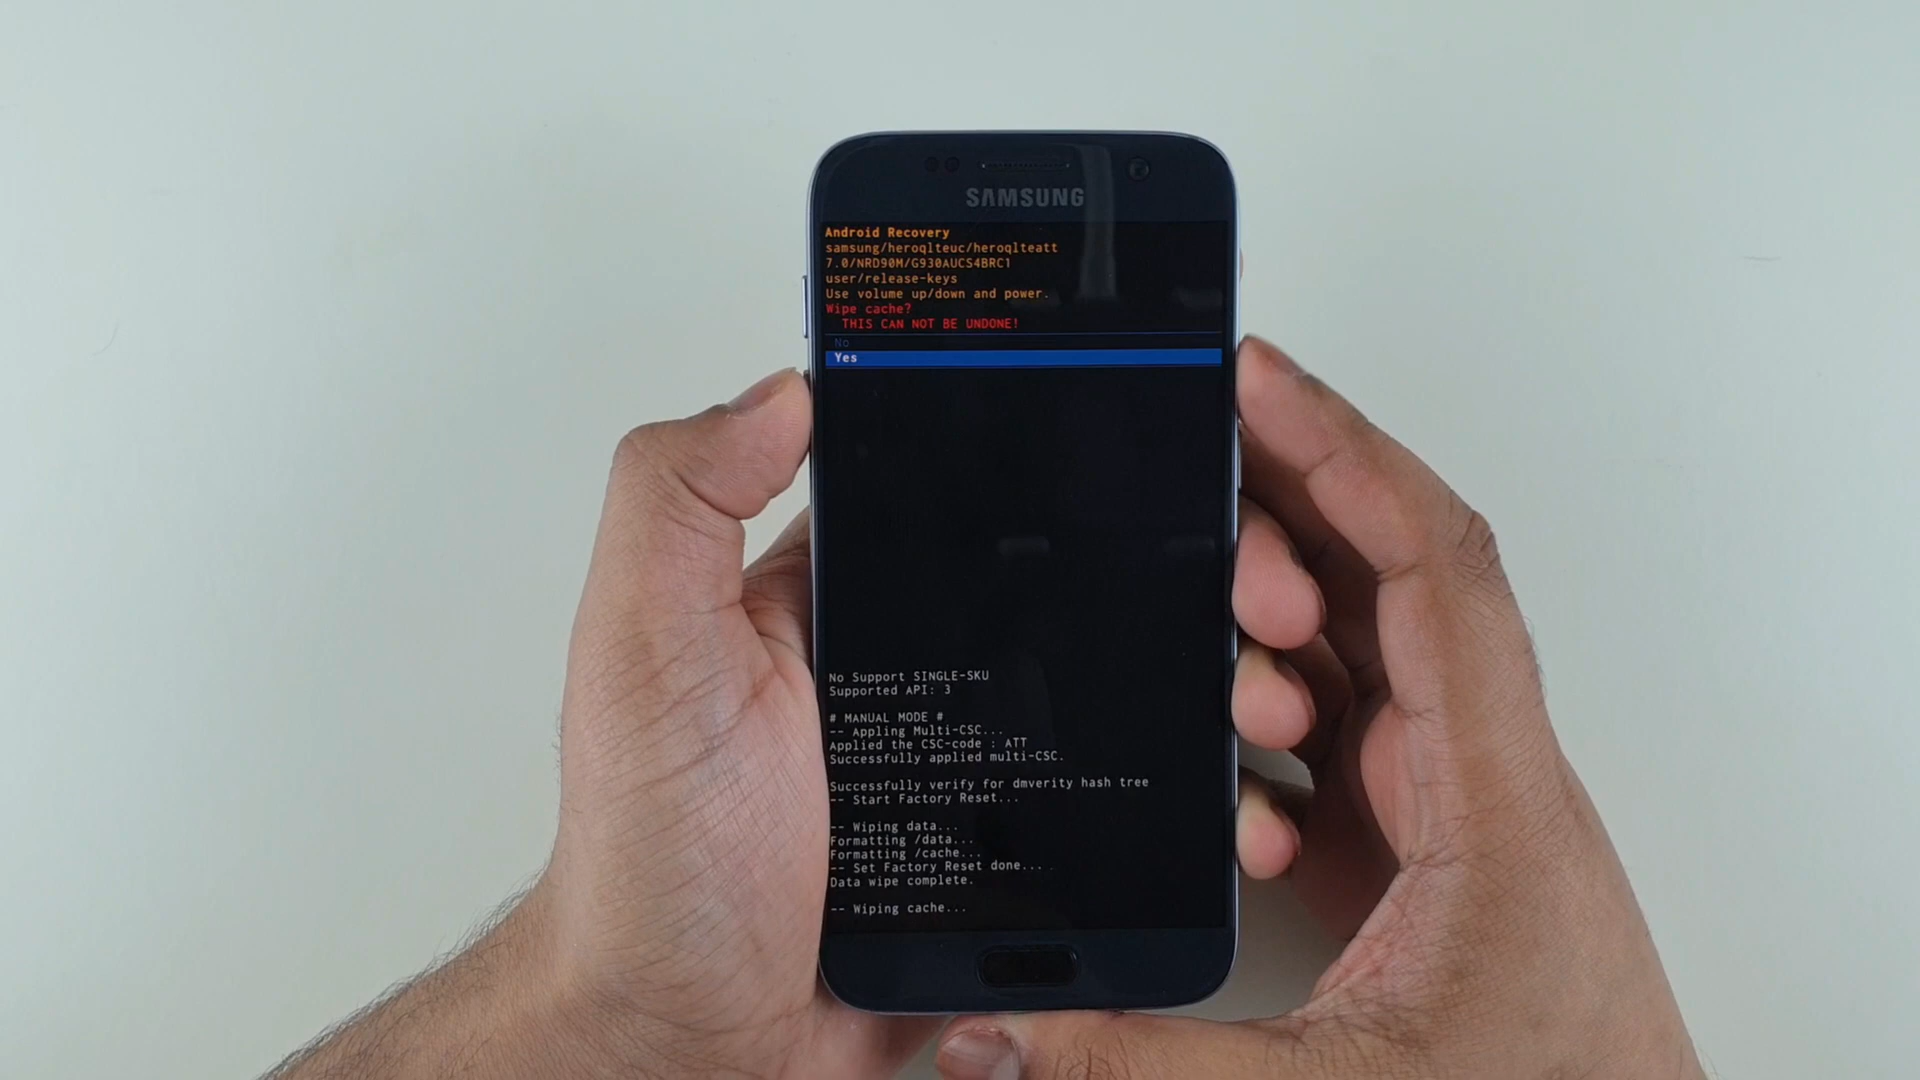 SAMSUNG
Android Recovery
samsung/heroqlteuc/heroqlteatt
7.0/NRD90M/G930AUCS4BRC1
user/release-keys
Use volume up/down and power.
Wipe cache?
THIS CAN NOT BE UNDONE!
No
Yes
No Support SINGLE-SKU
Supported API: 3
# MANUAL MODE #
-- Appling Multi-CSC...
Applied the CSC-code : ATT
Successfully applied multi-CSC.
Successfully verify for dmverity hash tree
-- Start Factory Reset...
-- Wiping data...
Formatting /data...
Formatting /cache...
-- Set Factory Reset done...
Data wipe complete.
-- Wiping cache...